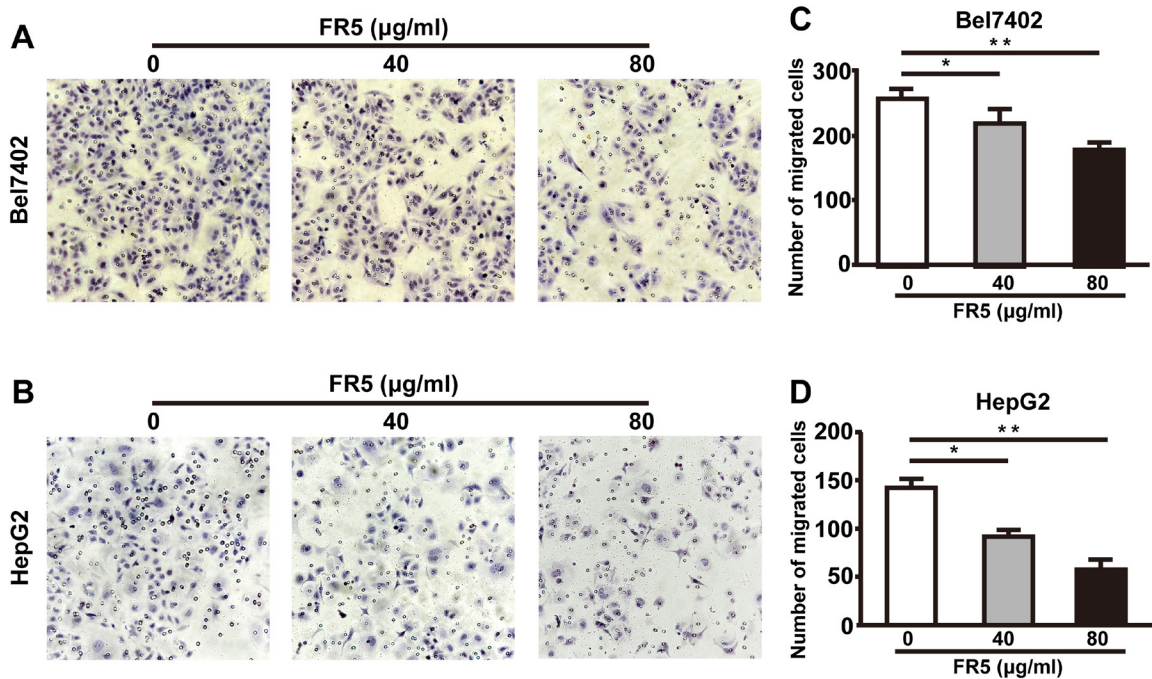 A
FR5 (µg/ml)
0 40 80
Bel7402
B
FR5 (µg/ml)
0 40 80
HepG2
C
Bel7402
**
*
Number of migrated cells
300
200
100
0
0 40 80
FR5 (µg/ml)
D
HepG2
**
*
Number of migrated cells
200
150
100
50
0
0 40 80
FR5 (µg/ml)